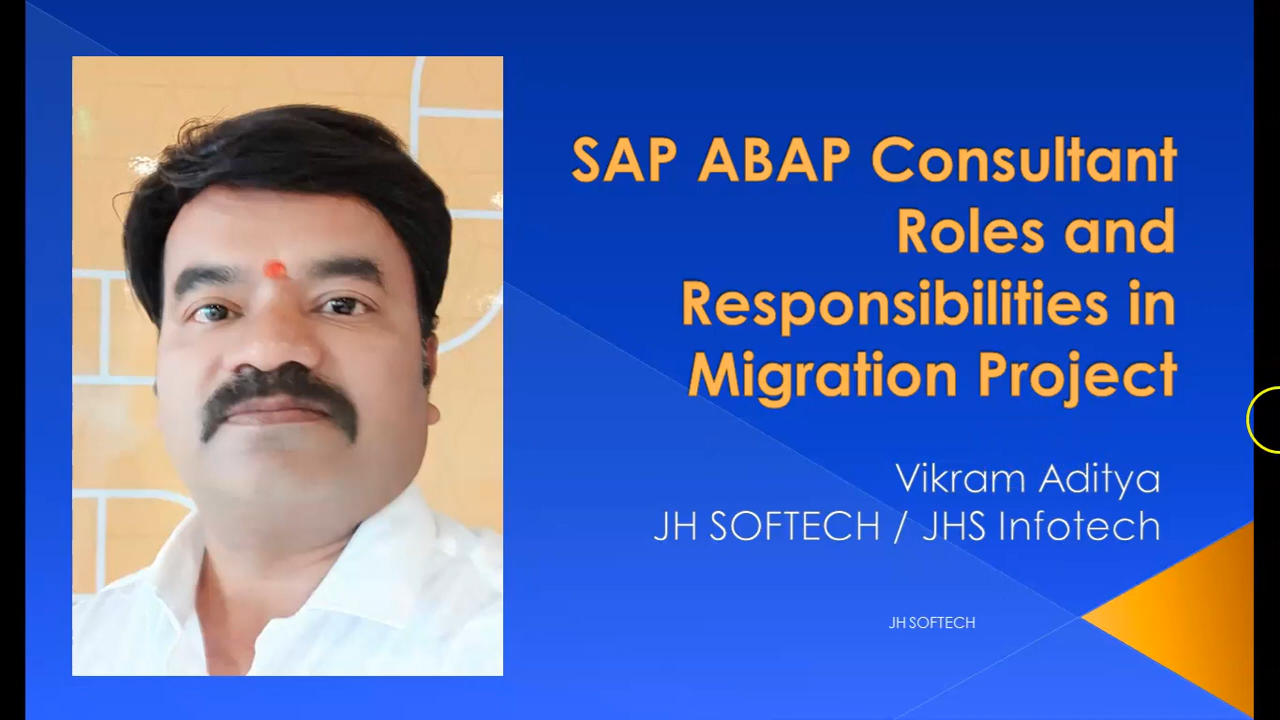 SAP ABAP Consultant
Roles and
Responsibilities in
Migration Project
Vikram Aditya
JH SOFTECH / JHS Infotech
JH SOFTECH